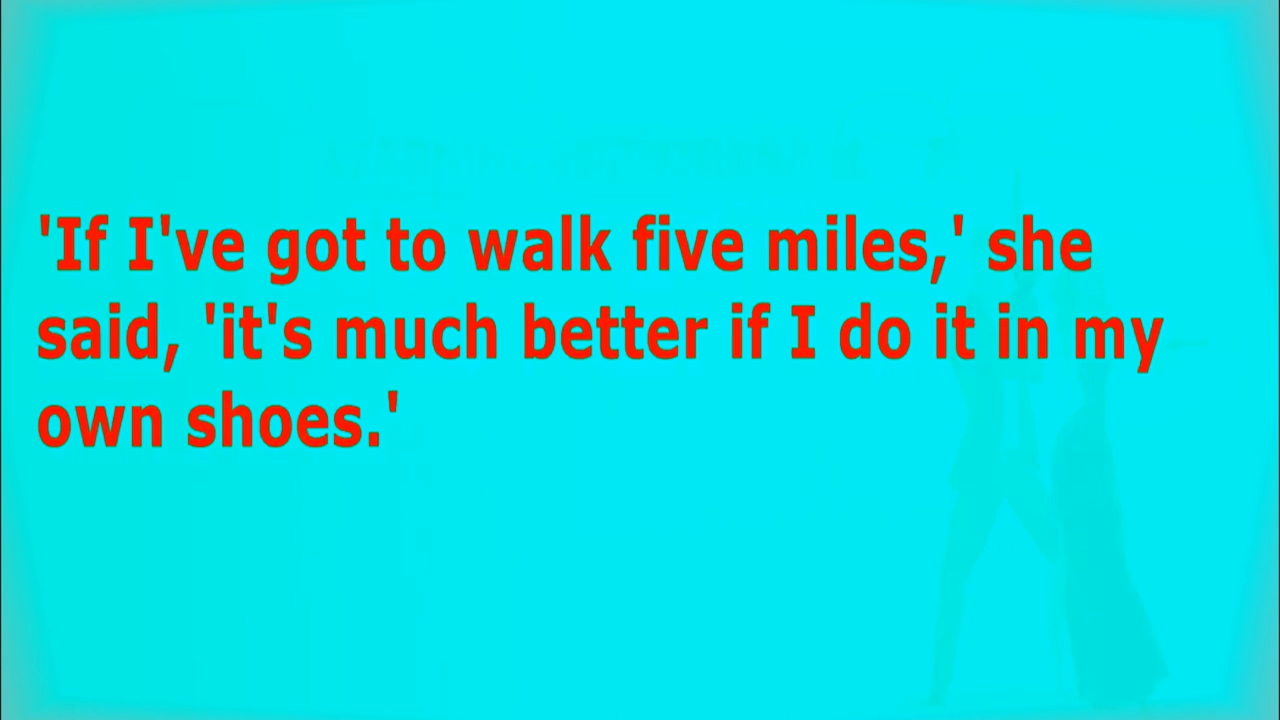 'If I've got to walk five miles,' she
said, 'it's much better if I do it in my
own shoes.'